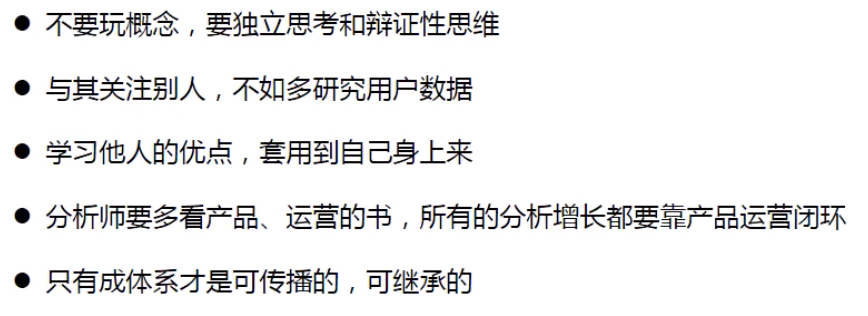 ● 不要玩概念，要独立思考和辩证性思维
● 与其关注别人，不如多研究用户数据
● 学习他人的优点，套用到自己身上来
● 分析师要多看产品、运营的书，所有的分析增长都要靠产品运营闭环
● 只有成体系才是可传播的，可继承的